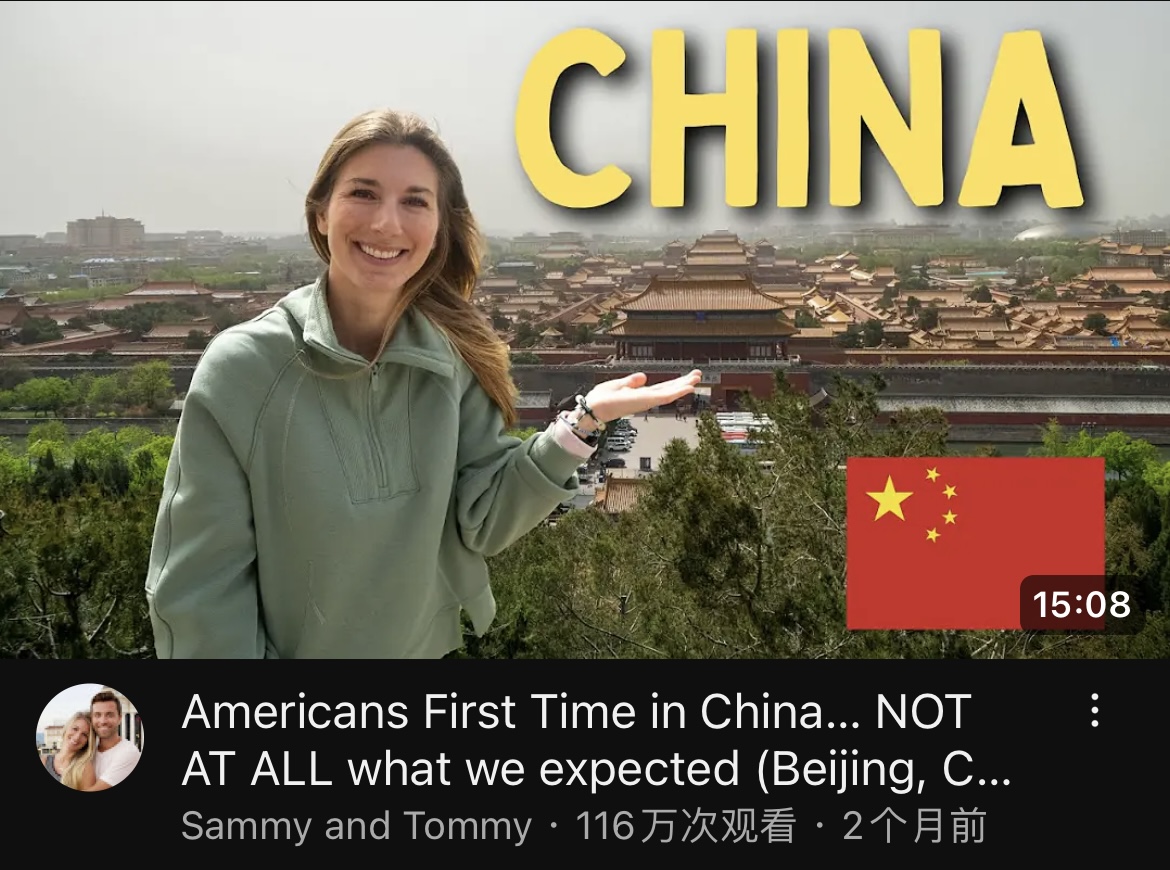 CHINA
15:08
Americans First Time in China... NOT
AT ALL what we expected (Beijing, C...
Sammy and Tommy · 116万次观看 · 2个月前